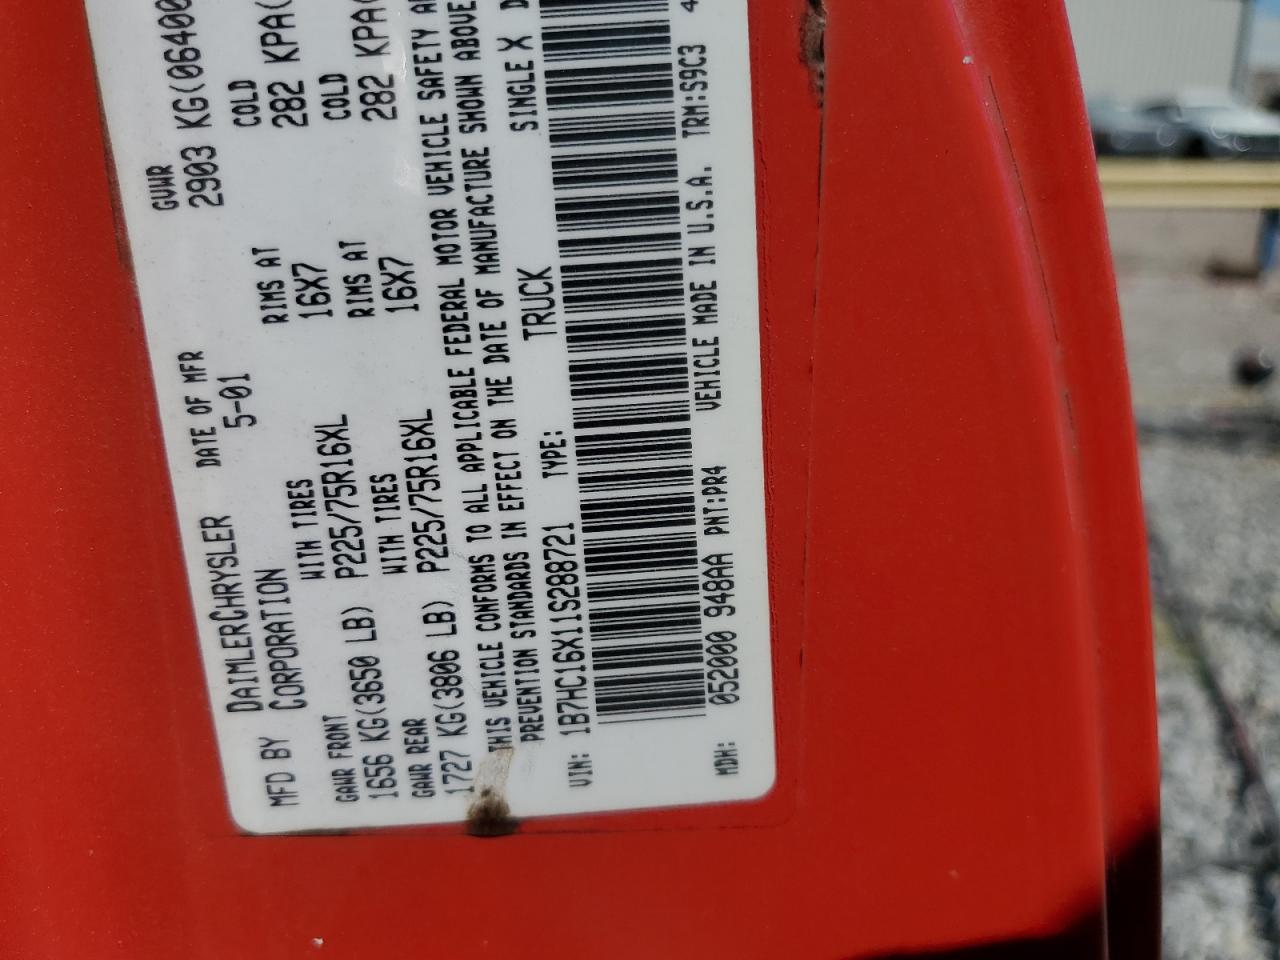 MFD BY DAIMLERCHRYSLER CORPORATION DATE OF MFR 5-01 GVWR 2903 KG(06400
GAWR FRONT WITH TIRES RIMS AT COLD
1656 KG(3650 LB) P225/75R16XL 16X7 282 KPA(
GAWR REAR WITH TIRES RIMS AT COLD
1727 KG(3806 LB) P225/75R16XL 16X7 282 KPA(
THIS VEHICLE CONFORMS TO ALL APPLICABLE FEDERAL MOTOR VEHICLE SAFETY
PREVENTION STANDARDS IN EFFECT ON THE DATE OF MANUFACTURE SHOWN ABOVE
VIN: 1B7HC16X11S288721 TYPE: TRUCK SINGLE X D
MDH: 052000 948AA PNT:PR4 VEHICLE MADE IN U.S.A. TRM:S9C3 4